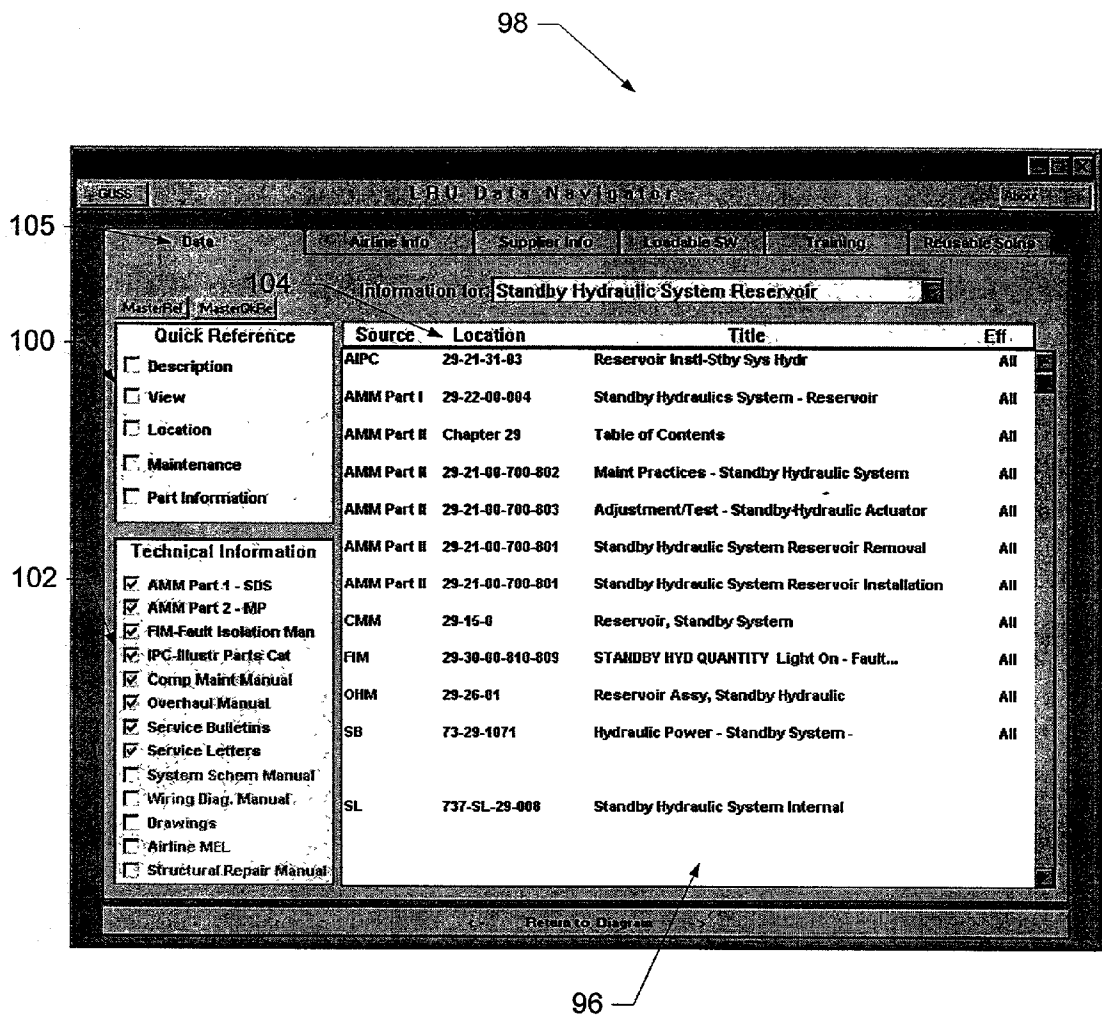 98
LRU Data Navigator
105
Data Airline Info Supplier Info Loadable SW Training Reusable Solns
104
Information for: Standby Hydraulic System Reservoir
MasterRef MasterQkRef
100
Quick Reference
Description
View
Location
Maintenance
Part Information
102
Technical Information
AMM Part 1 - SDS
AMM Part 2 - MP
FIM-Fault Isolation Man
IPC-Illustr Parts Cat
Comp Maint Manual
Overhaul Manual
Service Bulletins
Service Letters
System Schem Manual
Wiring Diag. Manual
Drawings
Airline MEL
Structural Repair Manual
Source Location Title Eff.
AIPC 29-21-31-03 Reservoir Instl-Stby Sys Hydr All
AMM Part I 29-22-00-004 Standby Hydraulics System - Reservoir All
AMM Part II Chapter 29 Table of Contents All
AMM Part II 29-21-00-700-802 Maint Practices - Standby Hydraulic System All
AMM Part II 29-21-00-700-803 Adjustment/Test - Standby Hydraulic Actuator All
AMM Part II 29-21-00-700-801 Standby Hydraulic System Reservoir Removal All
AMM Part II 29-21-00-700-801 Standby Hydraulic System Reservoir Installation All
CMM 29-15-0 Reservoir, Standby System All
FIM 29-30-00-810-809 STANDBY HYD QUANTITY Light On - Fault... All
OHM 29-26-01 Reservoir Assy, Standby Hydraulic All
SB 73-29-1071 Hydraulic Power - Standby System - All
SL 737-SL-29-008 Standby Hydraulic System Internal
Return to Diagram
96